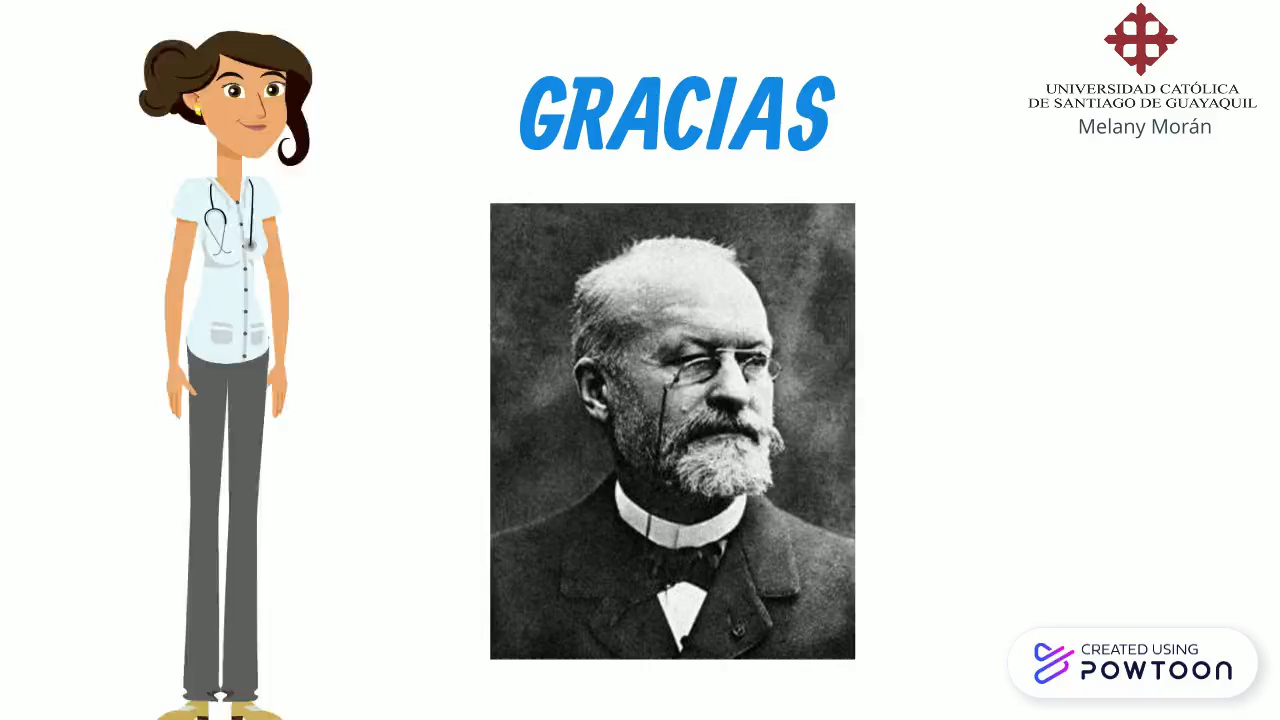 GRACIAS
UNIVERSIDAD CATÓLICA
DE SANTIAGO DE GUAYAQUIL
Melany Morán
CREATED USING
POWTOON